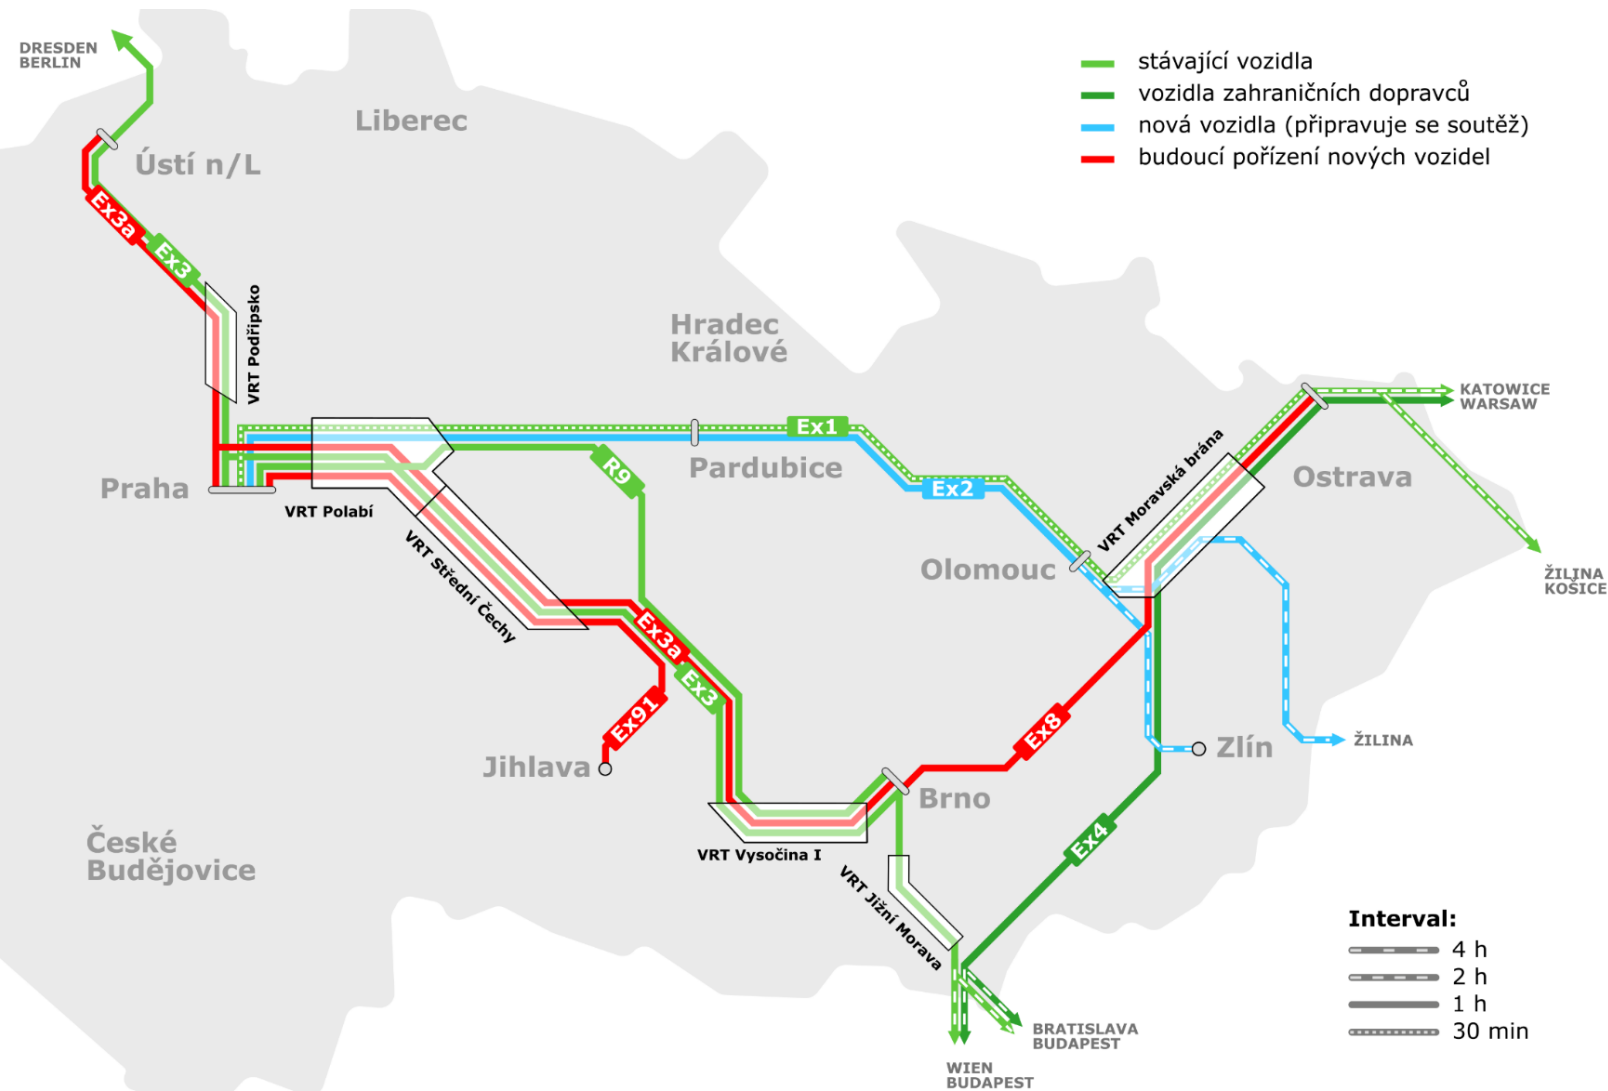 DRESDEN
BERLIN
Liberec
Ústí n/L
stávající vozidla
vozidla zahraničních dopravců
nová vozidla (připravuje se soutěž)
budoucí pořízení nových vozidel
Ex3a
Ex3
VRT Podřipsko
Hradec
Králové
KATOWICE
WARSAW
Ex1
Pardubice
R9
Ex2
Praha
VRT Polabí
VRT Střední Čechy
VRT Moravská brána
Ostrava
Olomouc
ŽILINA
KOŠICE
Ex3a
Ex3
Ex91
Ex8
Jihlava
Zlín
ŽILINA
Brno
České
Budějovice
VRT Vysočina I
Ex4
VRT Jižní Morava
BRATISLAVA
BUDAPEST
WIEN
BUDAPEST
Interval:
4 h
2 h
1 h
30 min